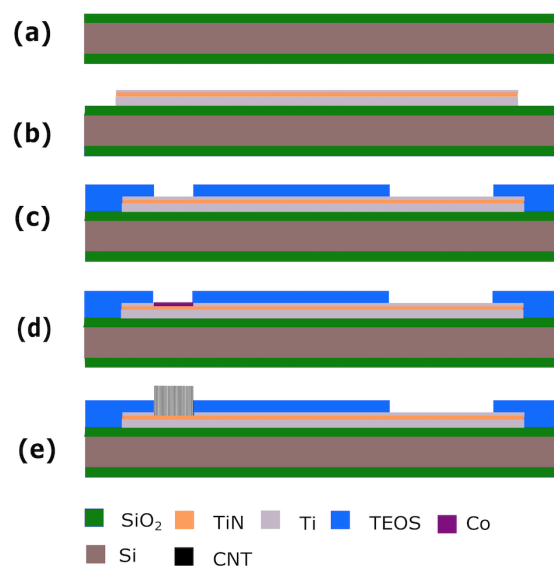 (a)
(b)
(c)
(d)
(e)
SiO₂ TiN Ti TEOS Co
Si CNT